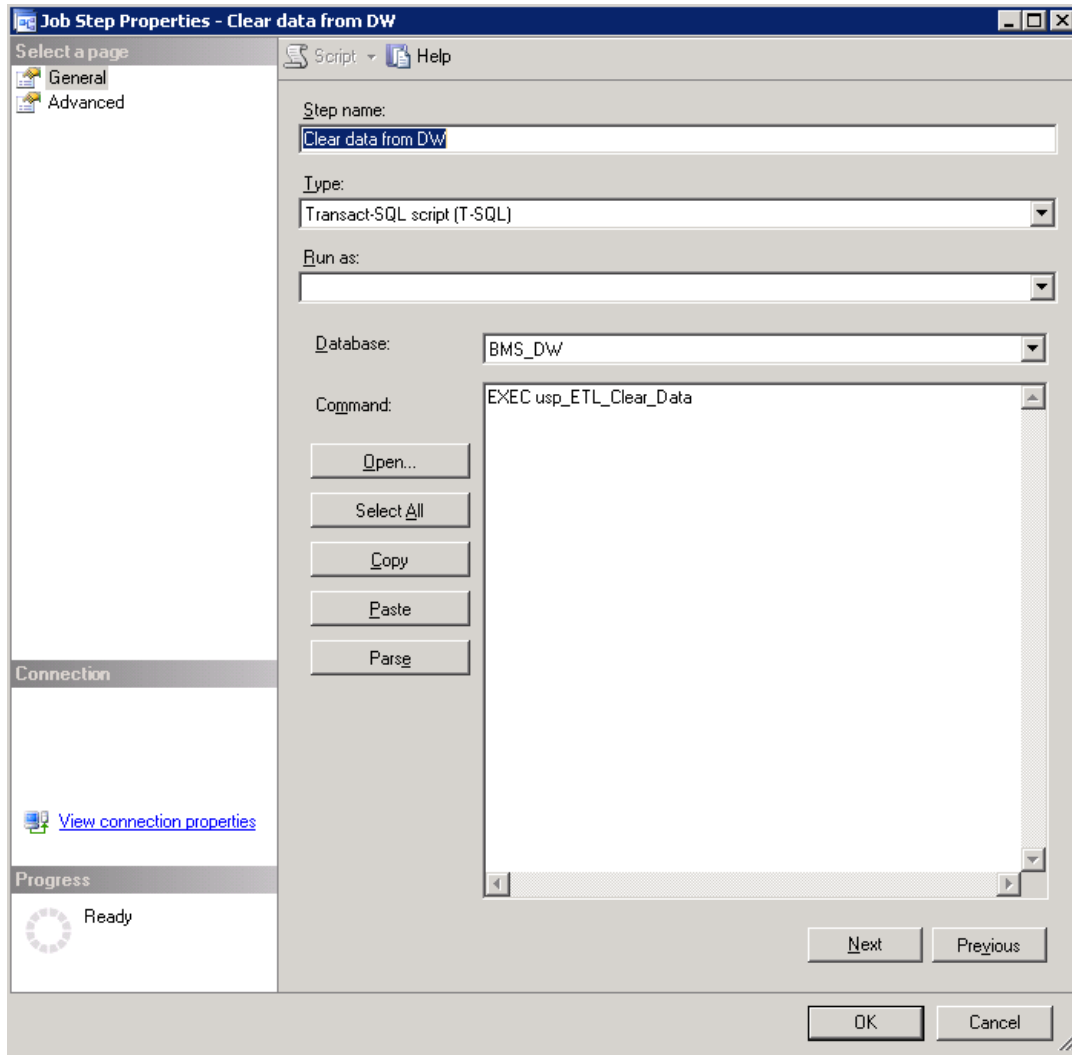 Job Step Properties - Clear data from DW
Select a page
General
Advanced
Script
Help
Step name:
Clear data from DW
Type:
Transact-SQL script (T-SQL)
Run as:
Database:
BMS_DW
Command:
EXEC usp_ETL_Clear_Data
Open...
Select All
Copy
Paste
Parse
Connection
View connection properties
Progress
Ready
Next
Previous
OK
Cancel